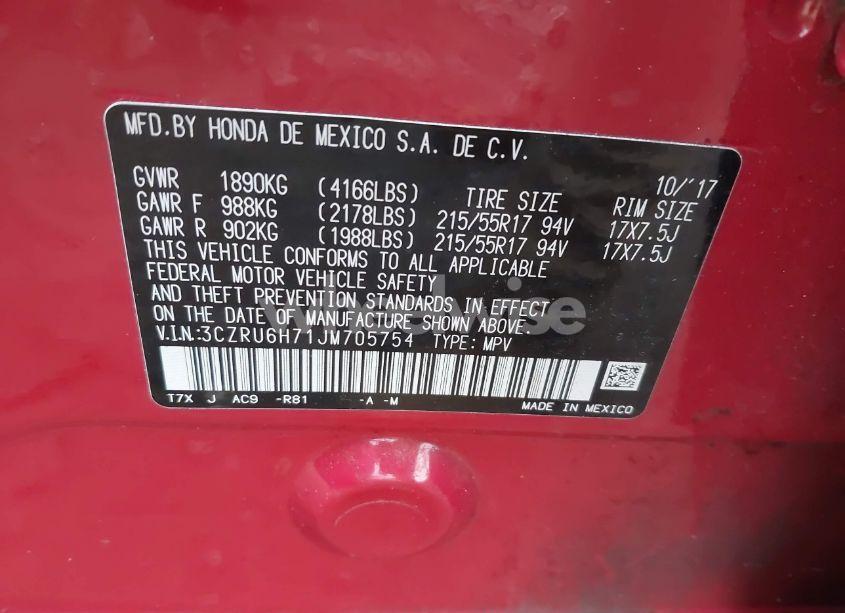 MFD.BY HONDA DE MEXICO S.A. DE C.V.
10/'17
GVWR 1890KG (4166LBS) TIRE SIZE RIM SIZE
GAWR F 988KG (2178LBS) 215/55R17 94V 17X7.5J
GAWR R 902KG (1988LBS) 215/55R17 94V 17X7.5J
THIS VEHICLE CONFORMS TO ALL APPLICABLE
FEDERAL MOTOR VEHICLE SAFETY
AND THEFT PREVENTION STANDARDS IN EFFECT
ON THE DATE OF MANUFACTURE SHOWN ABOVE.
V.I.N:3CZRU6H71JM705754 TYPE: MPV
T7X J AC9 -R81 -A -M
MADE IN MEXICO